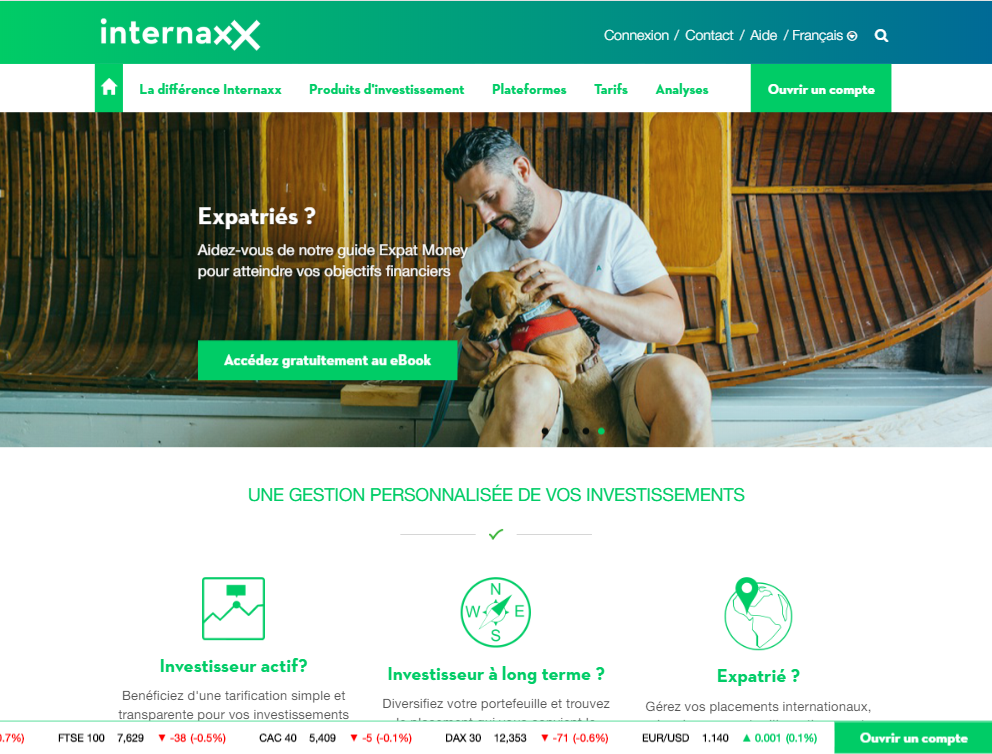 internaxx
Connexion / Contact / Aide / Français
La différence Internaxx Produits d'investissement Plateformes Tarifs Analyses Ouvrir un compte
Expatriés ?
Aidez-vous de notre guide Expat Money
pour atteindre vos objectifs financiers
Accédez gratuitement au eBook
UNE GESTION PERSONNALISÉE DE VOS INVESTISSEMENTS
N
W E
S
Investisseur actif?
Investisseur à long terme ?
Expatrié ?
Benéficiez d'une tarification simple et
transparente pour vos investissements
Diversifiez votre portefeuille et trouvez
Gérez vos placements internationaux,
0.7%) FTSE 100 7,629 ▼ -38 (-0.5%) CAC 40 5,409 ▼ -5 (-0.1%) DAX 30 12,353 ▼ -71 (-0.6%) EUR/USD 1.140 ▲ 0.001 (0.1%) Ouvrir un compte